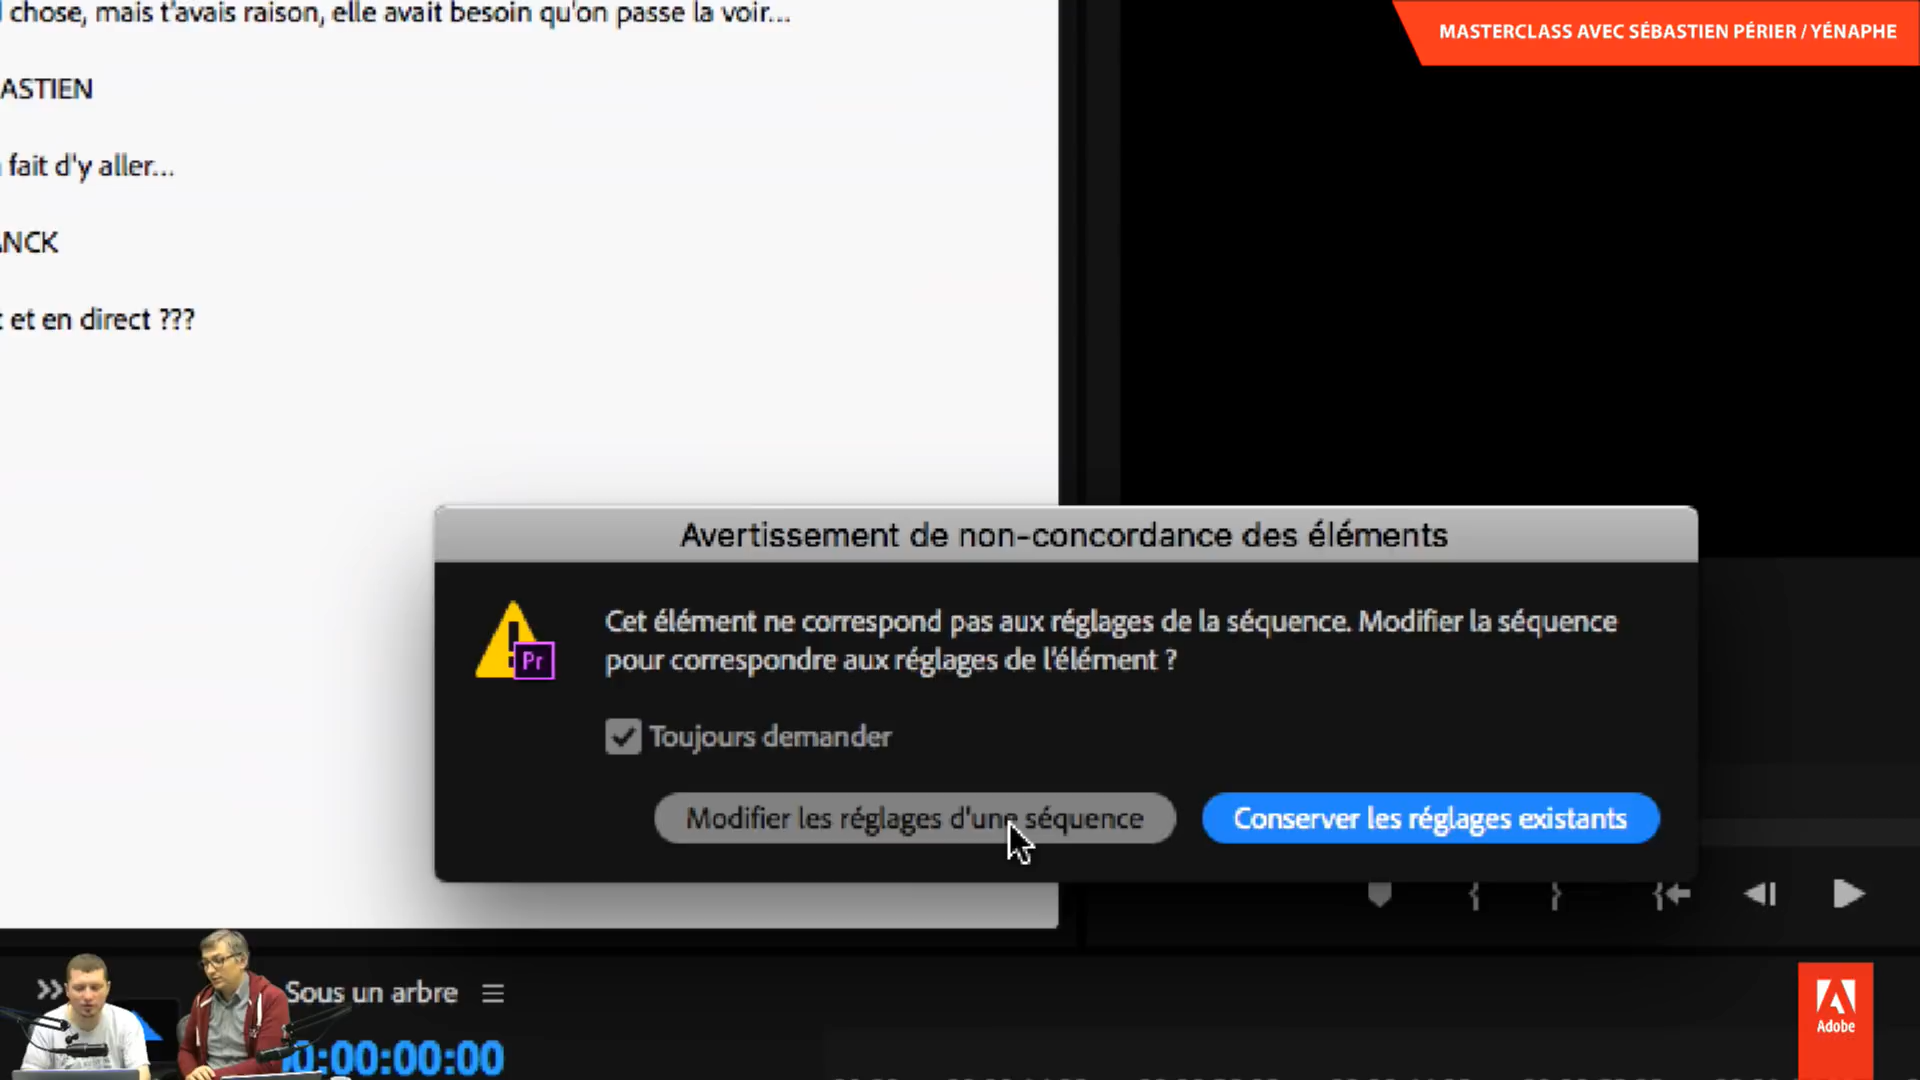 chose, mais t'avais raison, elle avait besoin qu'on passe la voir...
MASTERCLASS AVEC SÉBASTIEN PÉRIER / YÉNAPHE
ASTIEN
fait d'y aller...
ANCK
et en direct ???
Avertissement de non-concordance des éléments
Cet élément ne correspond pas aux réglages de la séquence. Modifier la séquence
pour correspondre aux réglages de l'élément ?
Pr
Toujours demander
Modifier les réglages d'une séquence
Conserver les réglages existants
Sous un arbre
0:00:00:00
Adobe